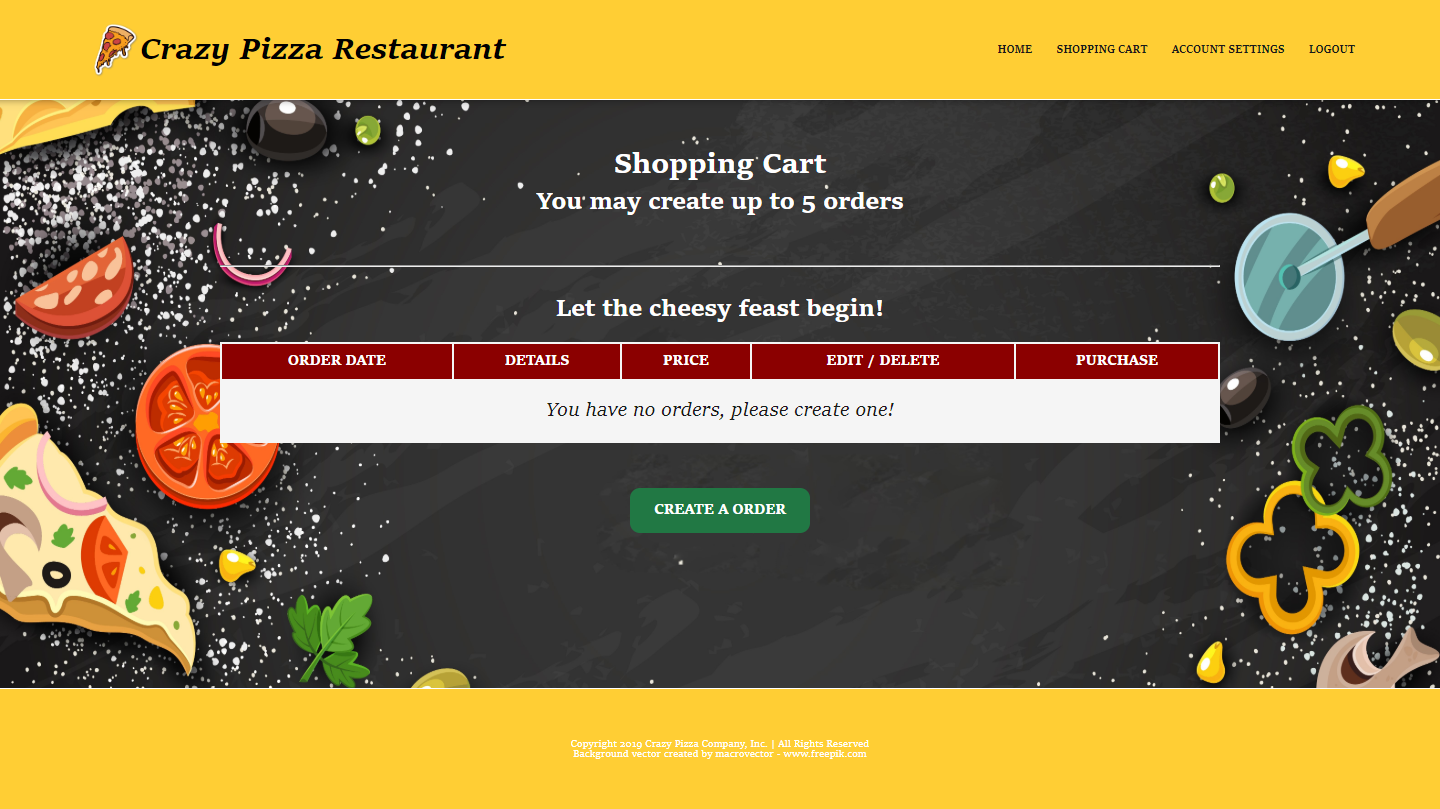 Crazy Pizza Restaurant
HOME SHOPPING CART ACCOUNT SETTINGS LOGOUT
Shopping Cart
You may create up to 5 orders
Let the cheesy feast begin!
ORDER DATE DETAILS PRICE EDIT / DELETE PURCHASE
You have no orders, please create one!
CREATE A ORDER
Copyright 2019 Crazy Pizza Company, Inc. | All Rights Reserved
Background vector created by macrovector - www.freepik.com